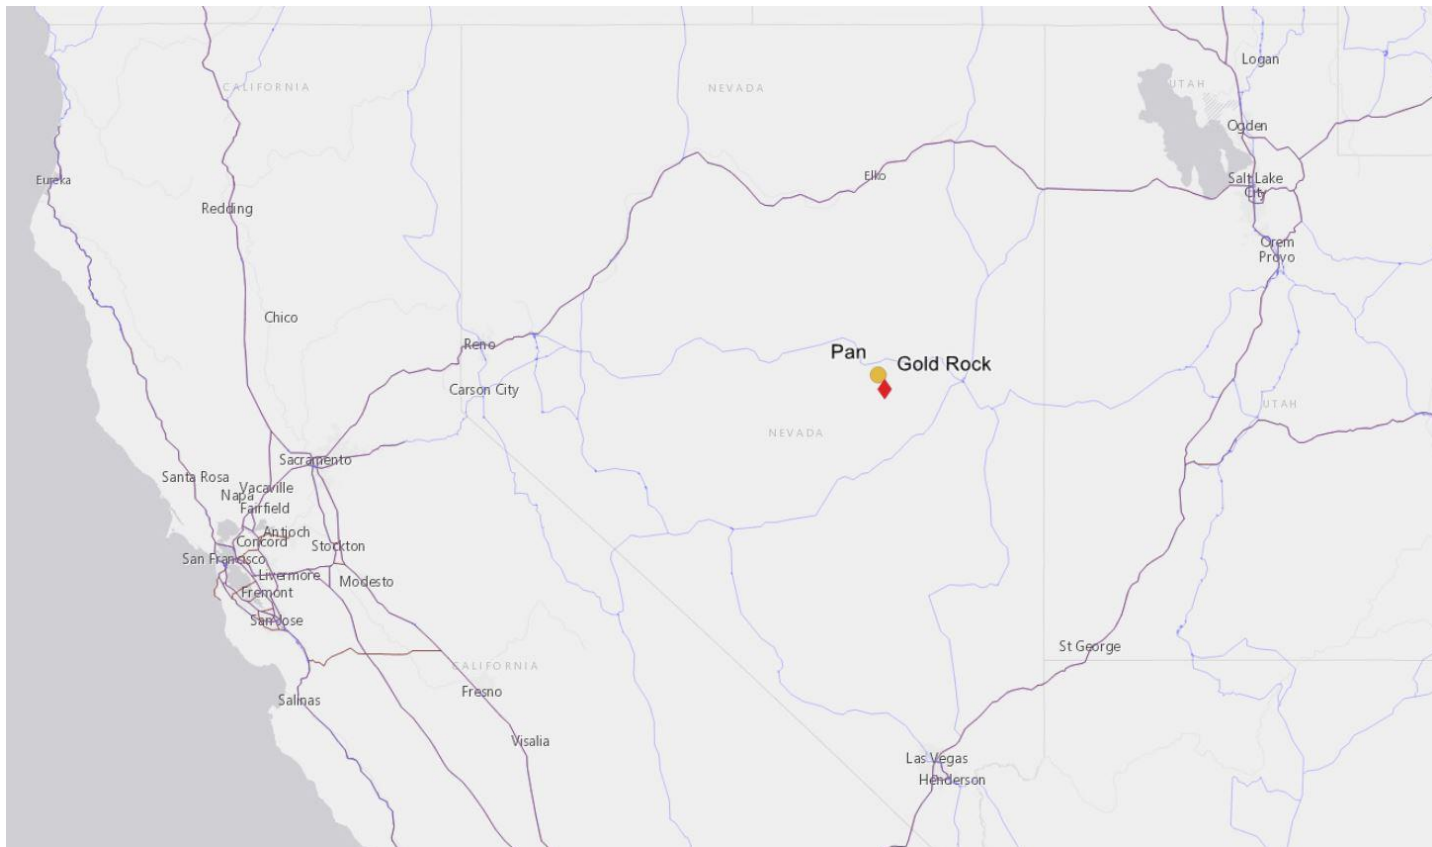 Logan
CALIFORNIA
NEVADA
UTAH
Ogden
Eureka
Elko
Salt Lake
City
Redding
Orem
Provo
Chico
Reno
Pan
Gold Rock
Carson City
UTAH
NEVADA
Sacramento
Santa Rosa
Vacaville
Napa
Fairfield
Antioch
Concord
Stockton
San Francisco
Livermore
Modesto
Fremont
San Jose
St George
CALIFORNIA
Fresno
Salinas
Visalia
Las Vegas
Henderson